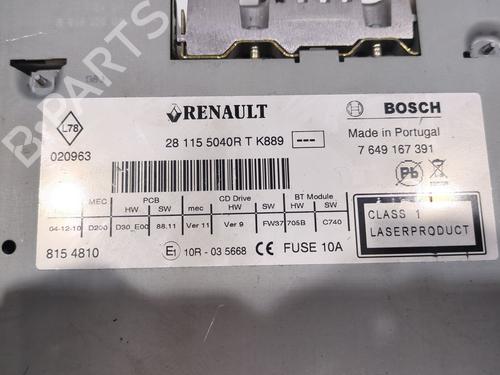 RENAULT
BOSCH
L78
28 115 5040R T K889
---
Made in Portugal
020963
7 649 167 391
Pb
MEC PCB CD Drive BT Module
HW SW mec HW SW HW SW
04-12-10 D200 D30_E00 88.11 Ver 11 Ver 9 FW37 705B C740
CLASS 1
LASERPRODUCT
815 4810
E1 10R - 03 5668 CE FUSE 10A